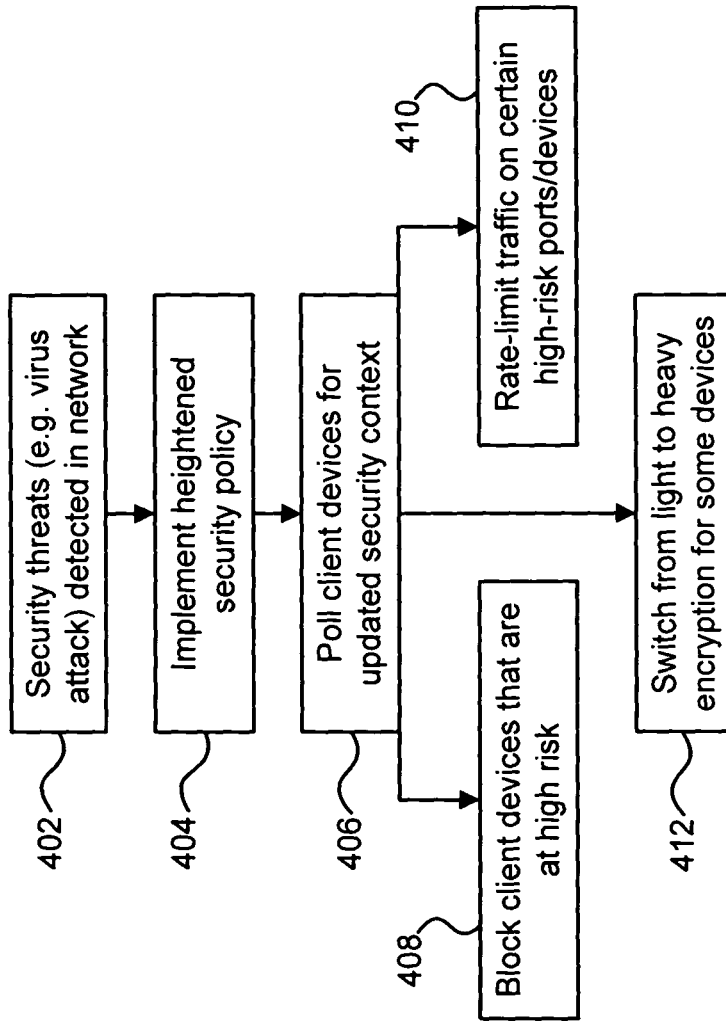 402
Security threats (e.g. virus
attack) detected in network
404
Implement heightened
security policy
406
Poll client devices for
updated security context
408
Block client devices that are
at high risk
410
Rate-limit traffic on certain
high-risk ports/devices
412
Switch from light to heavy
encryption for some devices